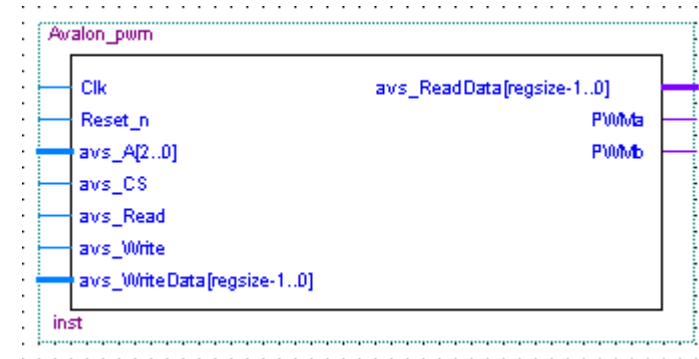 Avalon_pwm
Clk avs_ReadData[regsize-1..0]
Reset_n PWMa
avs_A[2..0] PWMb
avs_CS
avs_Read
avs_Write
avs_WriteData[regsize-1..0]
inst